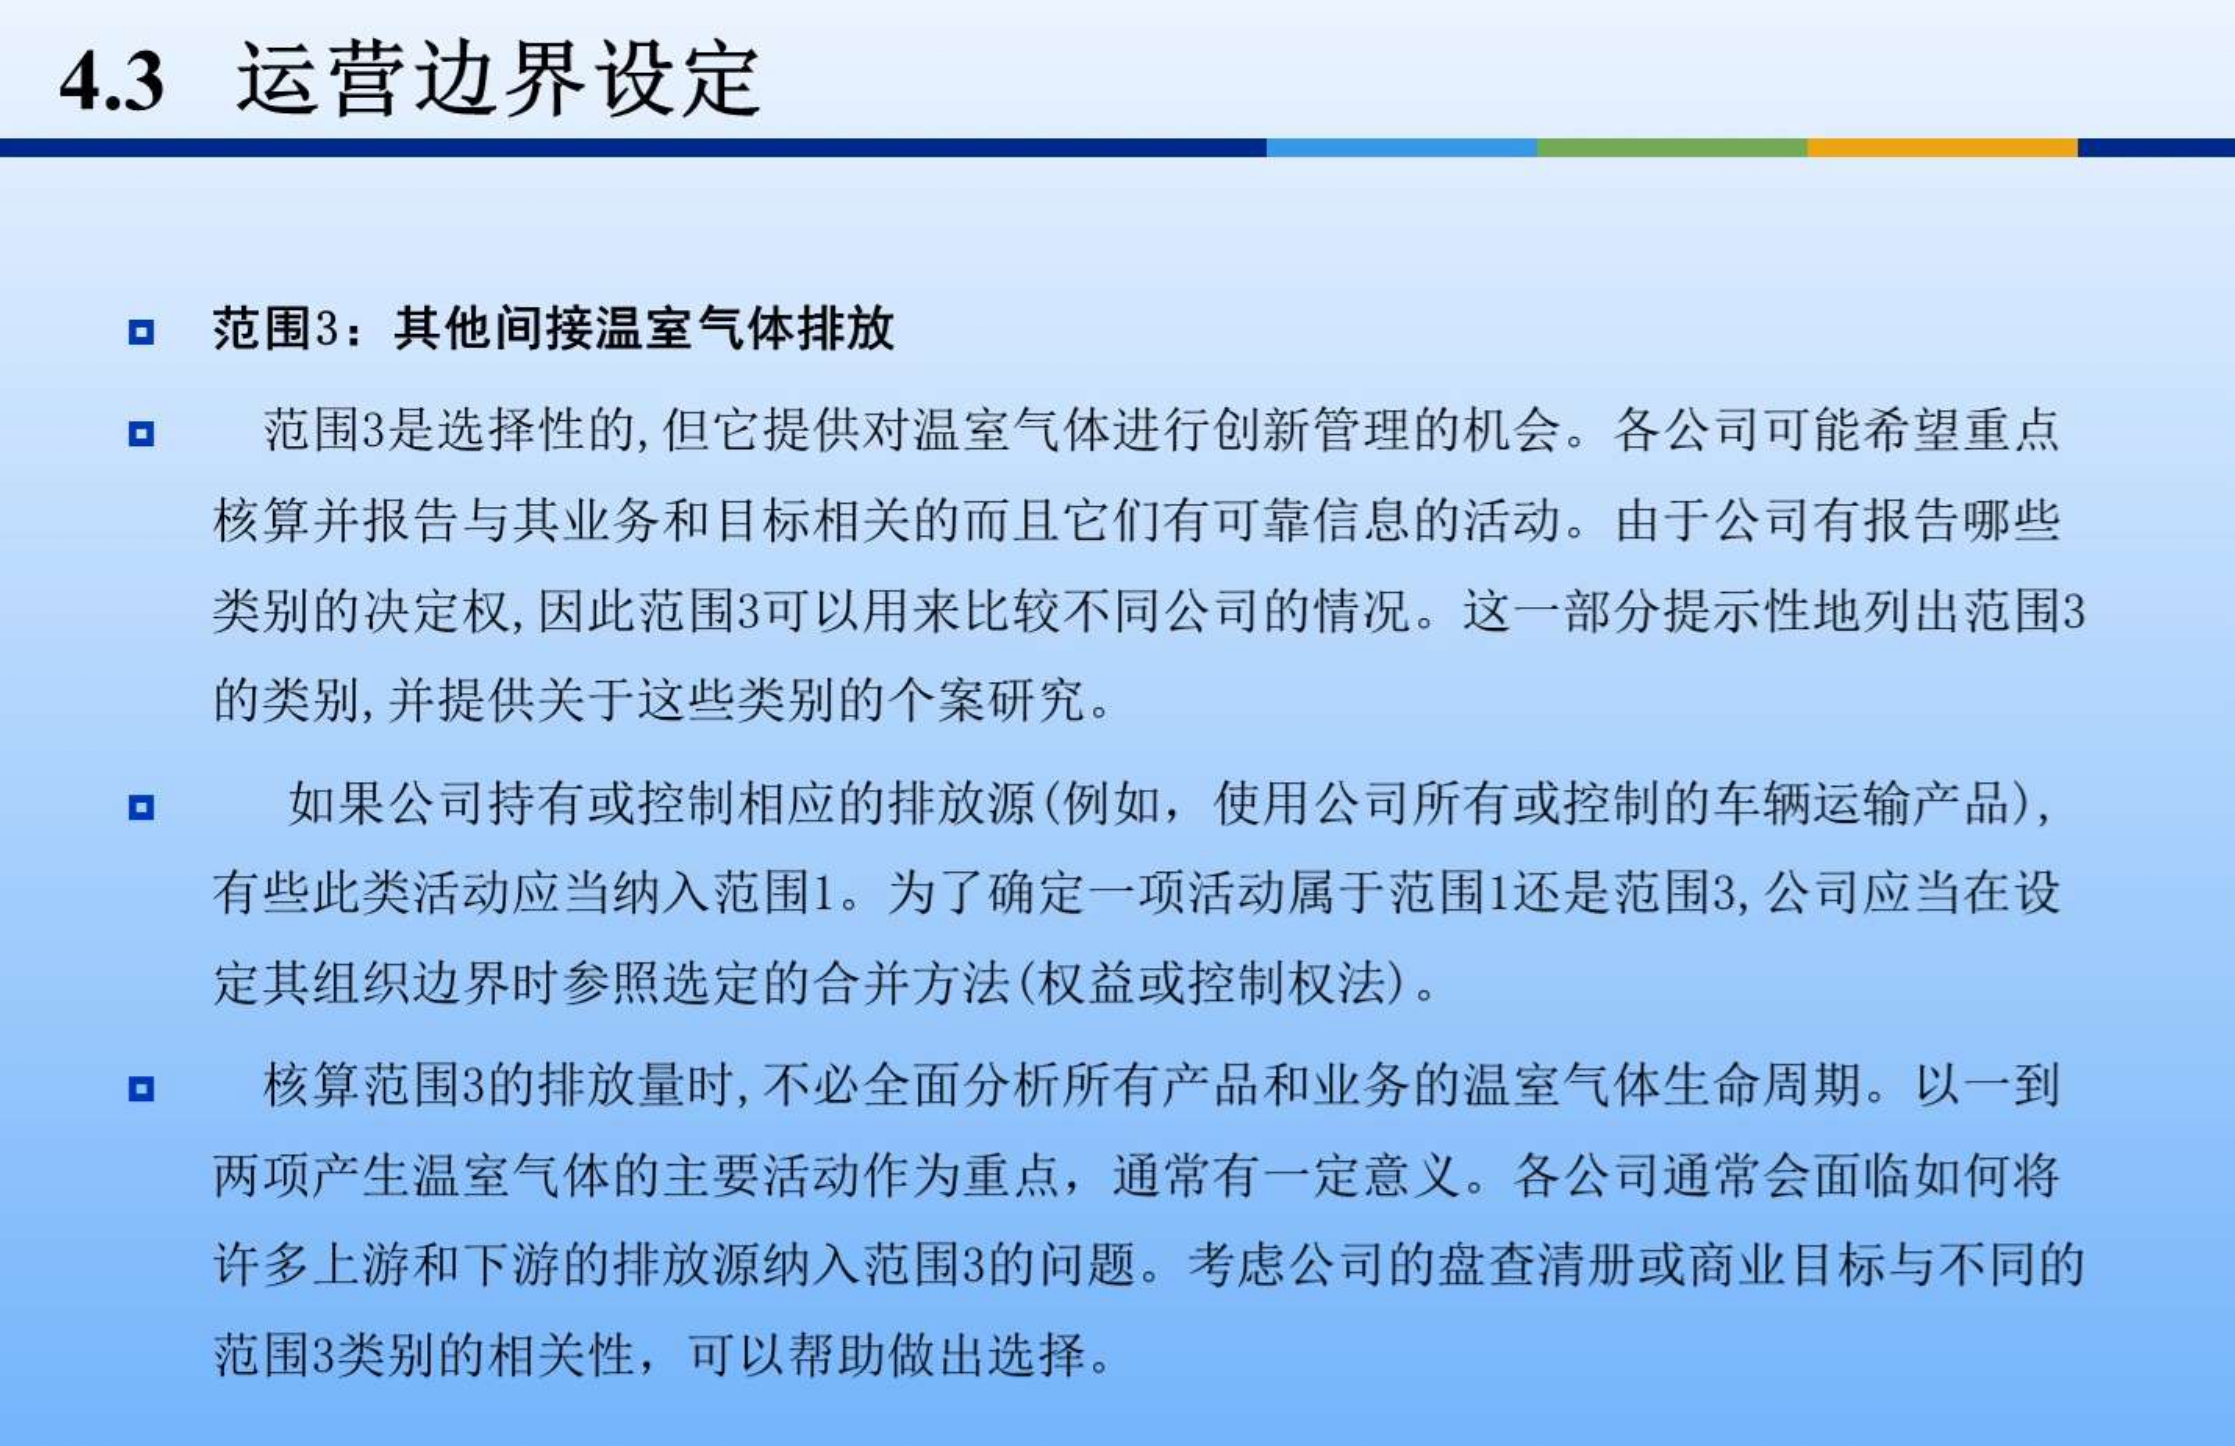 4.3 运营边界设定
范围3：其他间接温室气体排放
范围3是选择性的,但它提供对温室气体进行创新管理的机会。各公司可能希望重点
核算并报告与其业务和目标相关的而且它们有可靠信息的活动。由于公司有报告哪些
类别的决定权,因此范围3可以用来比较不同公司的情况。这一部分提示性地列出范围3
的类别,并提供关于这些类别的个案研究。
如果公司持有或控制相应的排放源(例如，使用公司所有或控制的车辆运输产品),
有些此类活动应当纳入范围1。为了确定一项活动属于范围1还是范围3,公司应当在设
定其组织边界时参照选定的合并方法(权益或控制权法)。
核算范围3的排放量时,不必全面分析所有产品和业务的温室气体生命周期。以一到
两项产生温室气体的主要活动作为重点，通常有一定意义。各公司通常会面临如何将
许多上游和下游的排放源纳入范围3的问题。考虑公司的盘查清册或商业目标与不同的
范围3类别的相关性，可以帮助做出选择。